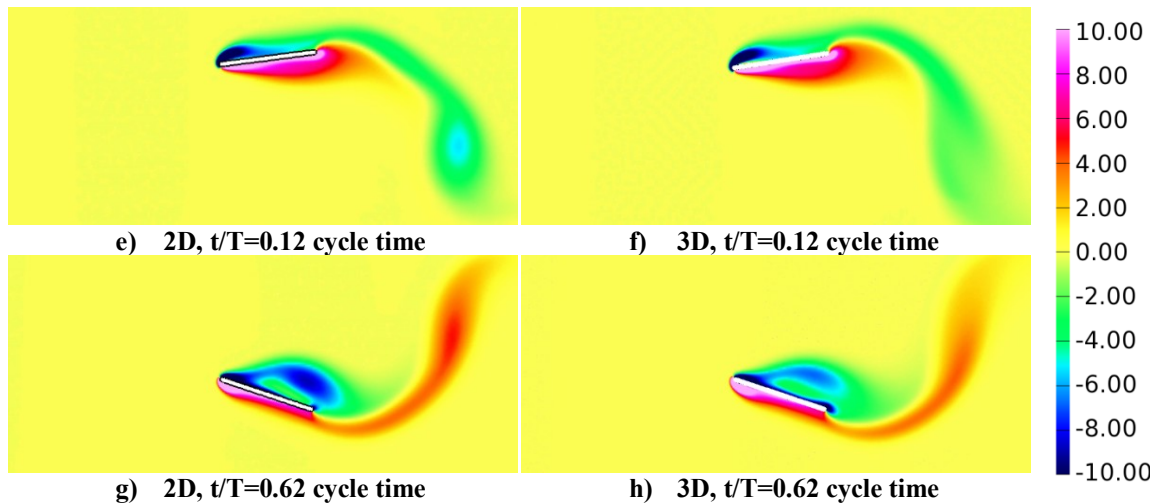 e) 2D, t/T=0.12 cycle time
f) 3D, t/T=0.12 cycle time
g) 2D, t/T=0.62 cycle time
h) 3D, t/T=0.62 cycle time
10.00
8.00
6.00
4.00
2.00
0.00
-2.00
-4.00
-6.00
-8.00
-10.00